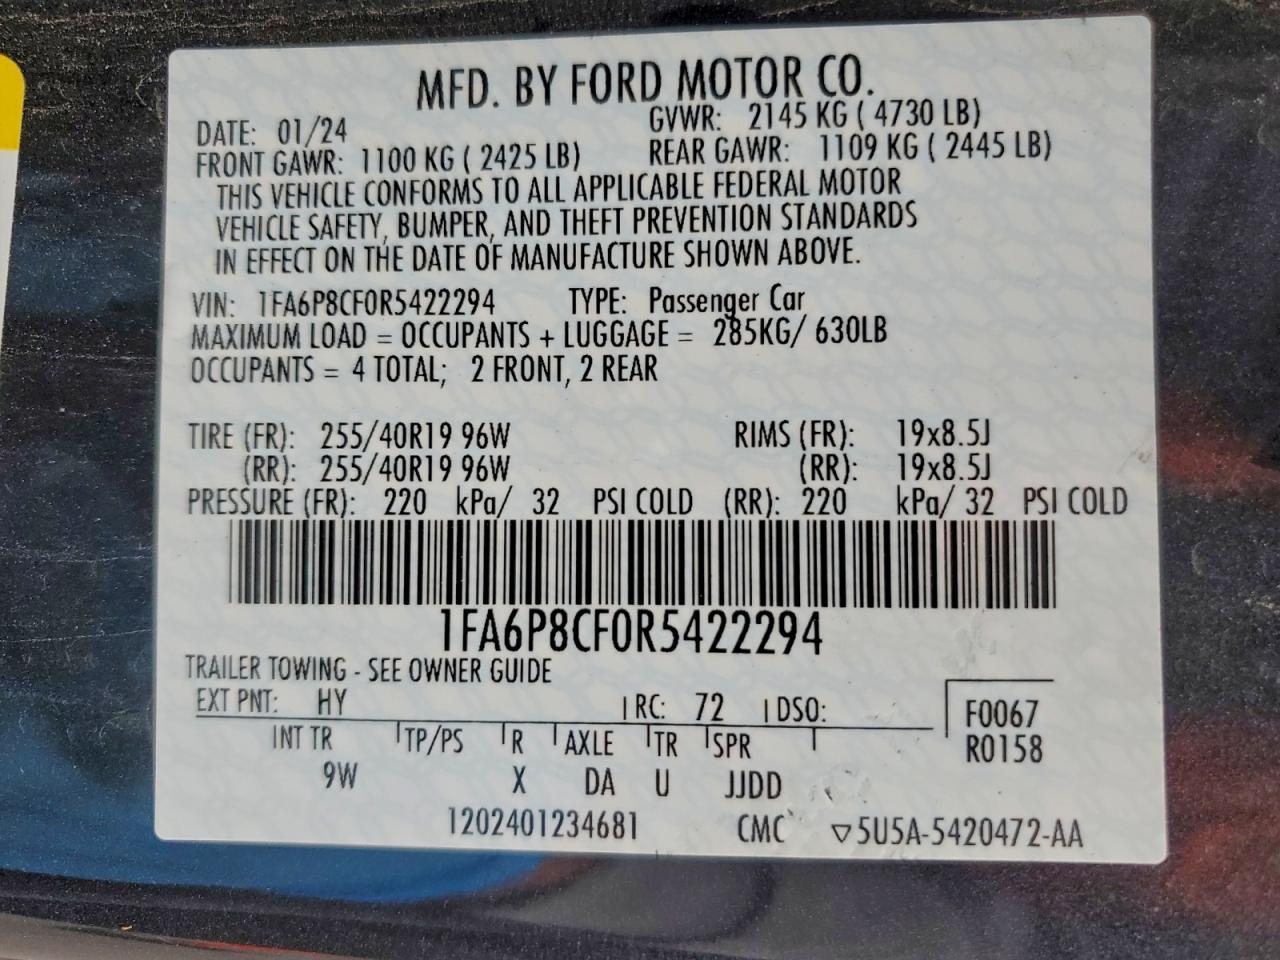 MFD. BY FORD MOTOR CO.
DATE: 01/24 GVWR: 2145 KG ( 4730 LB)
FRONT GAWR: 1100 KG ( 2425 LB) REAR GAWR: 1109 KG ( 2445 LB)
THIS VEHICLE CONFORMS TO ALL APPLICABLE FEDERAL MOTOR
VEHICLE SAFETY, BUMPER, AND THEFT PREVENTION STANDARDS
IN EFFECT ON THE DATE OF MANUFACTURE SHOWN ABOVE.
VIN: 1FA6P8CF0R5422294 TYPE: Passenger Car
MAXIMUM LOAD = OCCUPANTS + LUGGAGE = 285KG/ 630LB
OCCUPANTS = 4 TOTAL; 2 FRONT, 2 REAR
TIRE (FR): 255/40R19 96W RIMS (FR): 19x8.5J
(RR): 255/40R19 96W (RR): 19x8.5J
PRESSURE (FR): 220 kPa/ 32 PSI COLD (RR): 220 kPa/ 32 PSI COLD
1FA6P8CF0R5422294
TRAILER TOWING - SEE OWNER GUIDE
EXT PNT: HY RC: 72 DSO: F0067
INT TR TP/PS R AXLE TR SPR R0158
9W X DA U JJDD
1202401234681 CMC ▽5U5A-5420472-AA